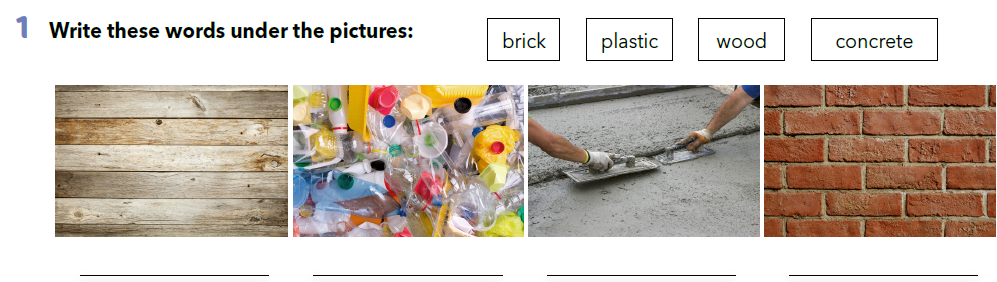 1 Write these words under the pictures:
brick plastic wood concrete